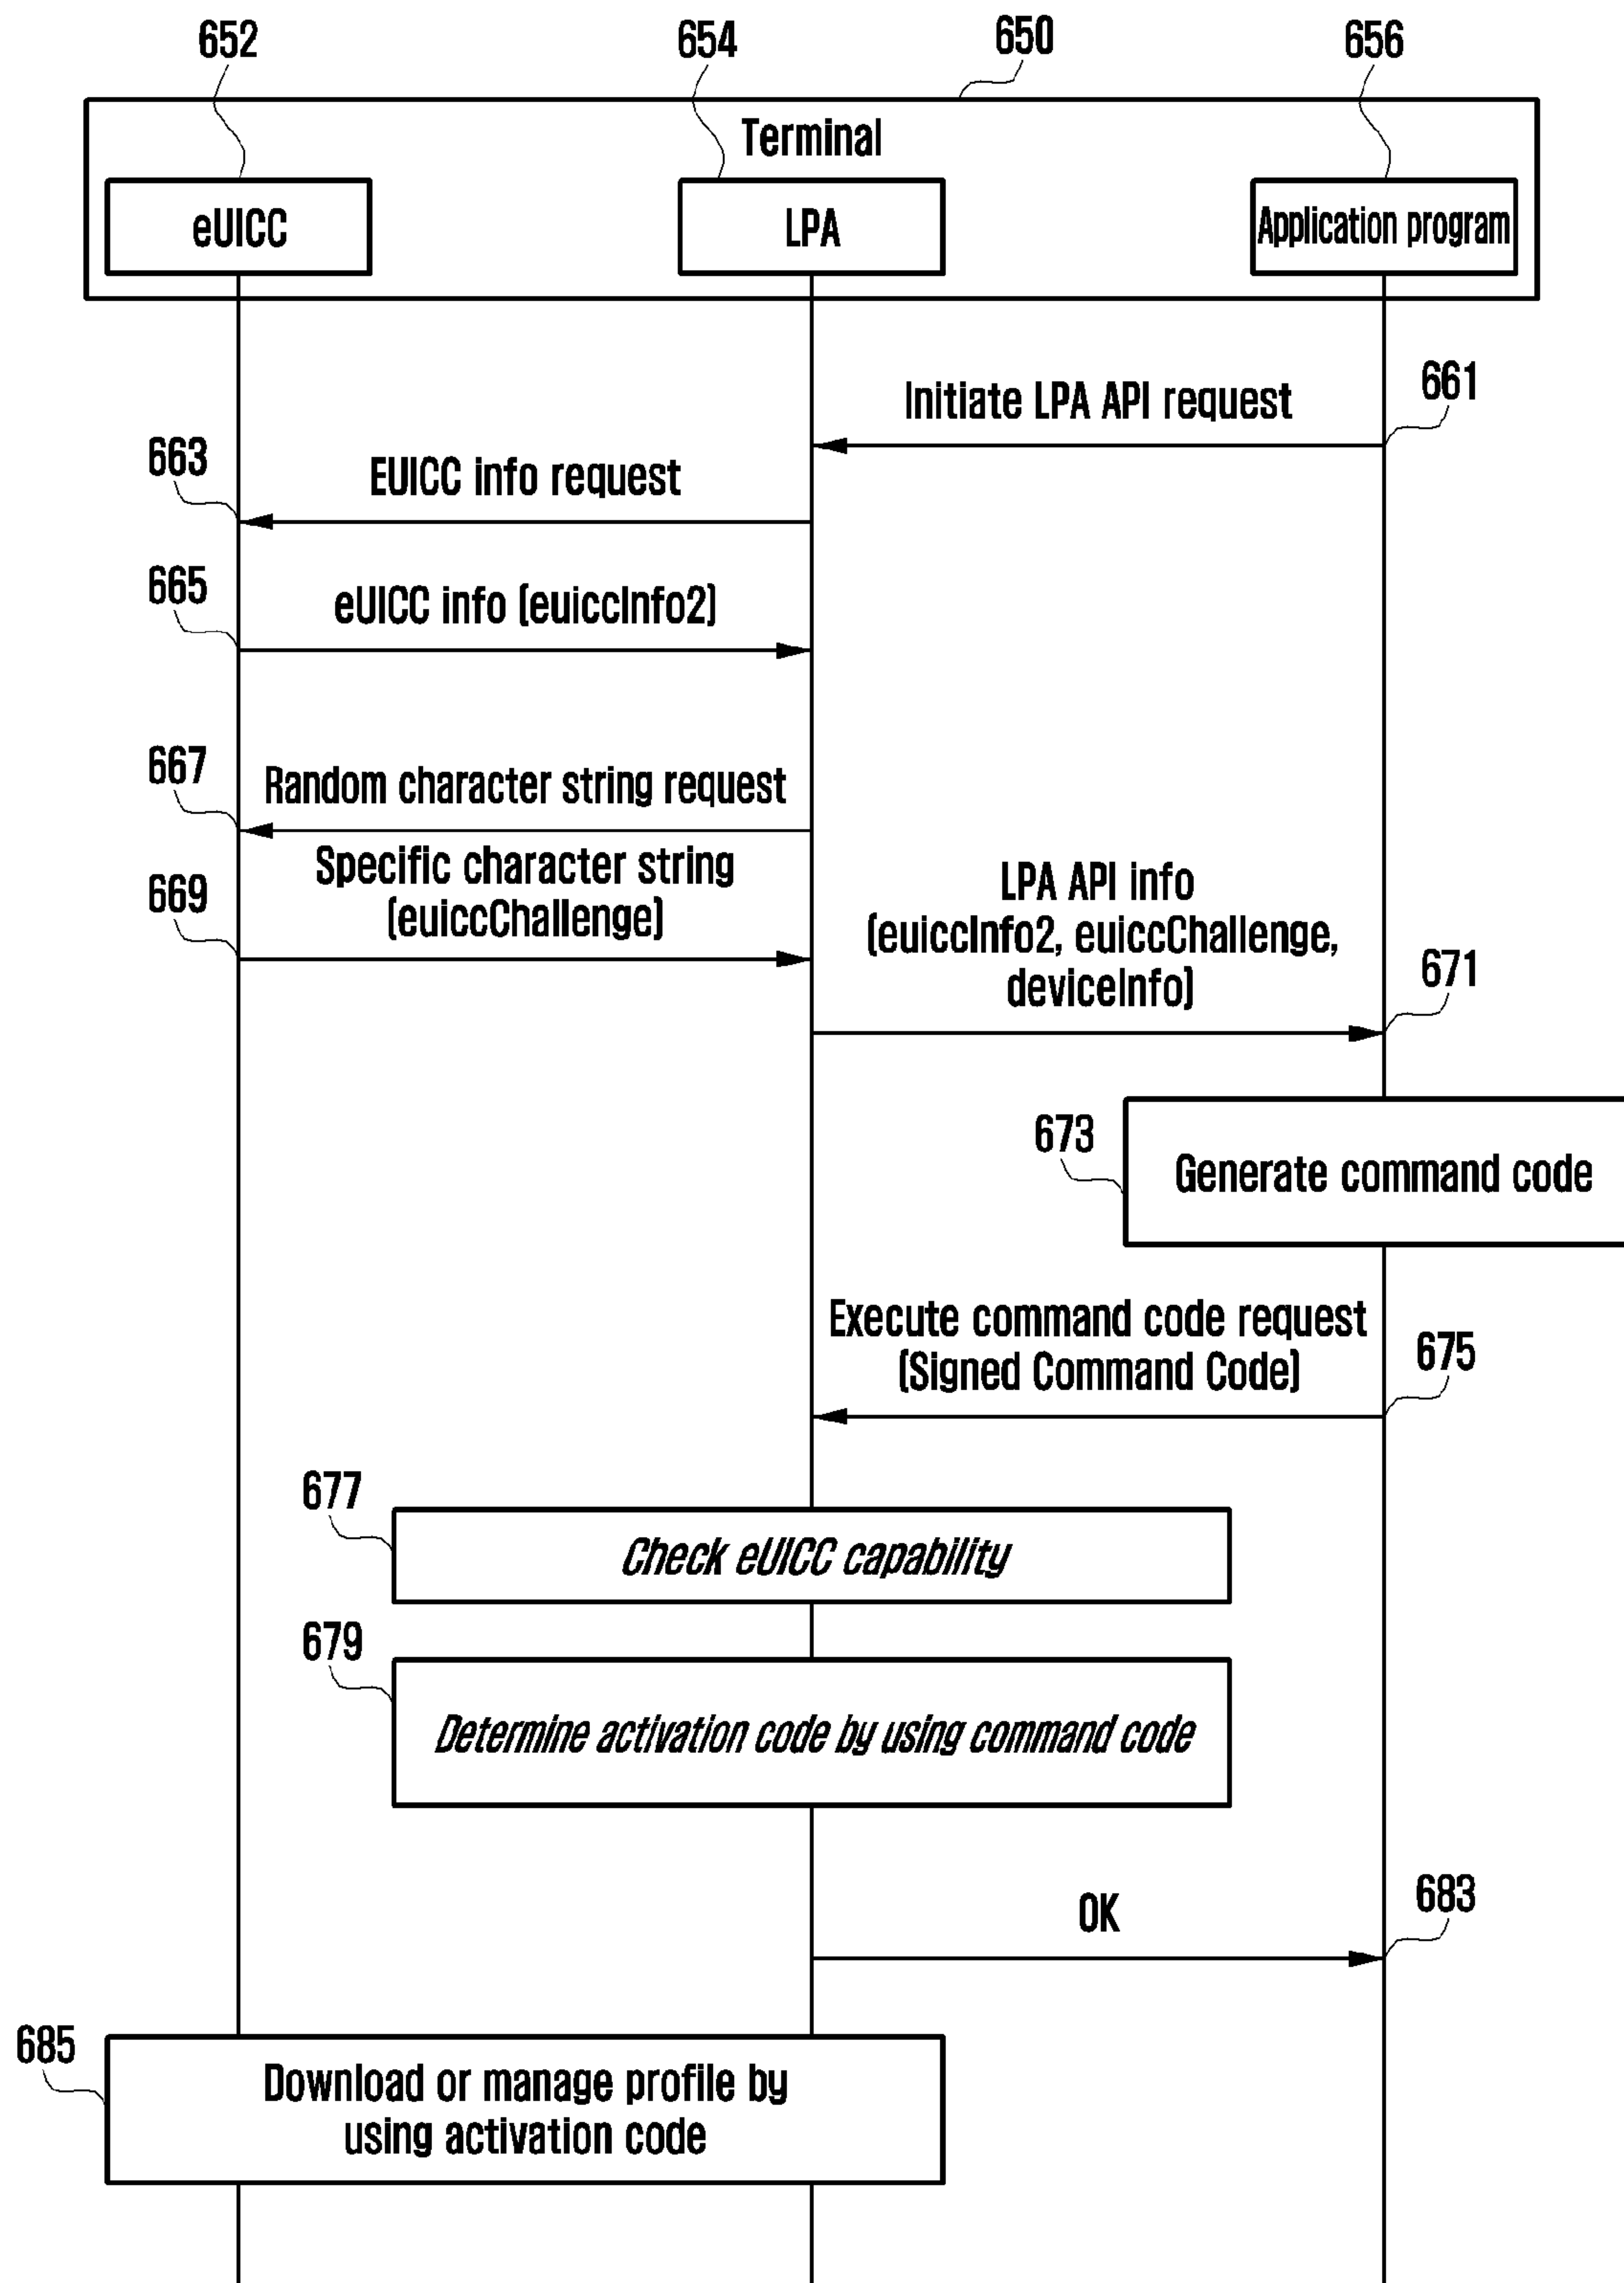 652
654
650
656
Terminal
eUICC
LPA
Application program
661
Initiate LPA API request
663
EUICC info request
665
eUICC info (euiccInfo2)
667
Random character string request
669
Specific character string
(euiccChallenge)
LPA API info
(euiccInfo2, euiccChallenge,
deviceInfo)
671
673
Generate command code
Execute command code request
(Signed Command Code)
675
677
Check eUICC capability
679
Determine activation code by using command code
683
OK
685
Download or manage profile by
using activation code